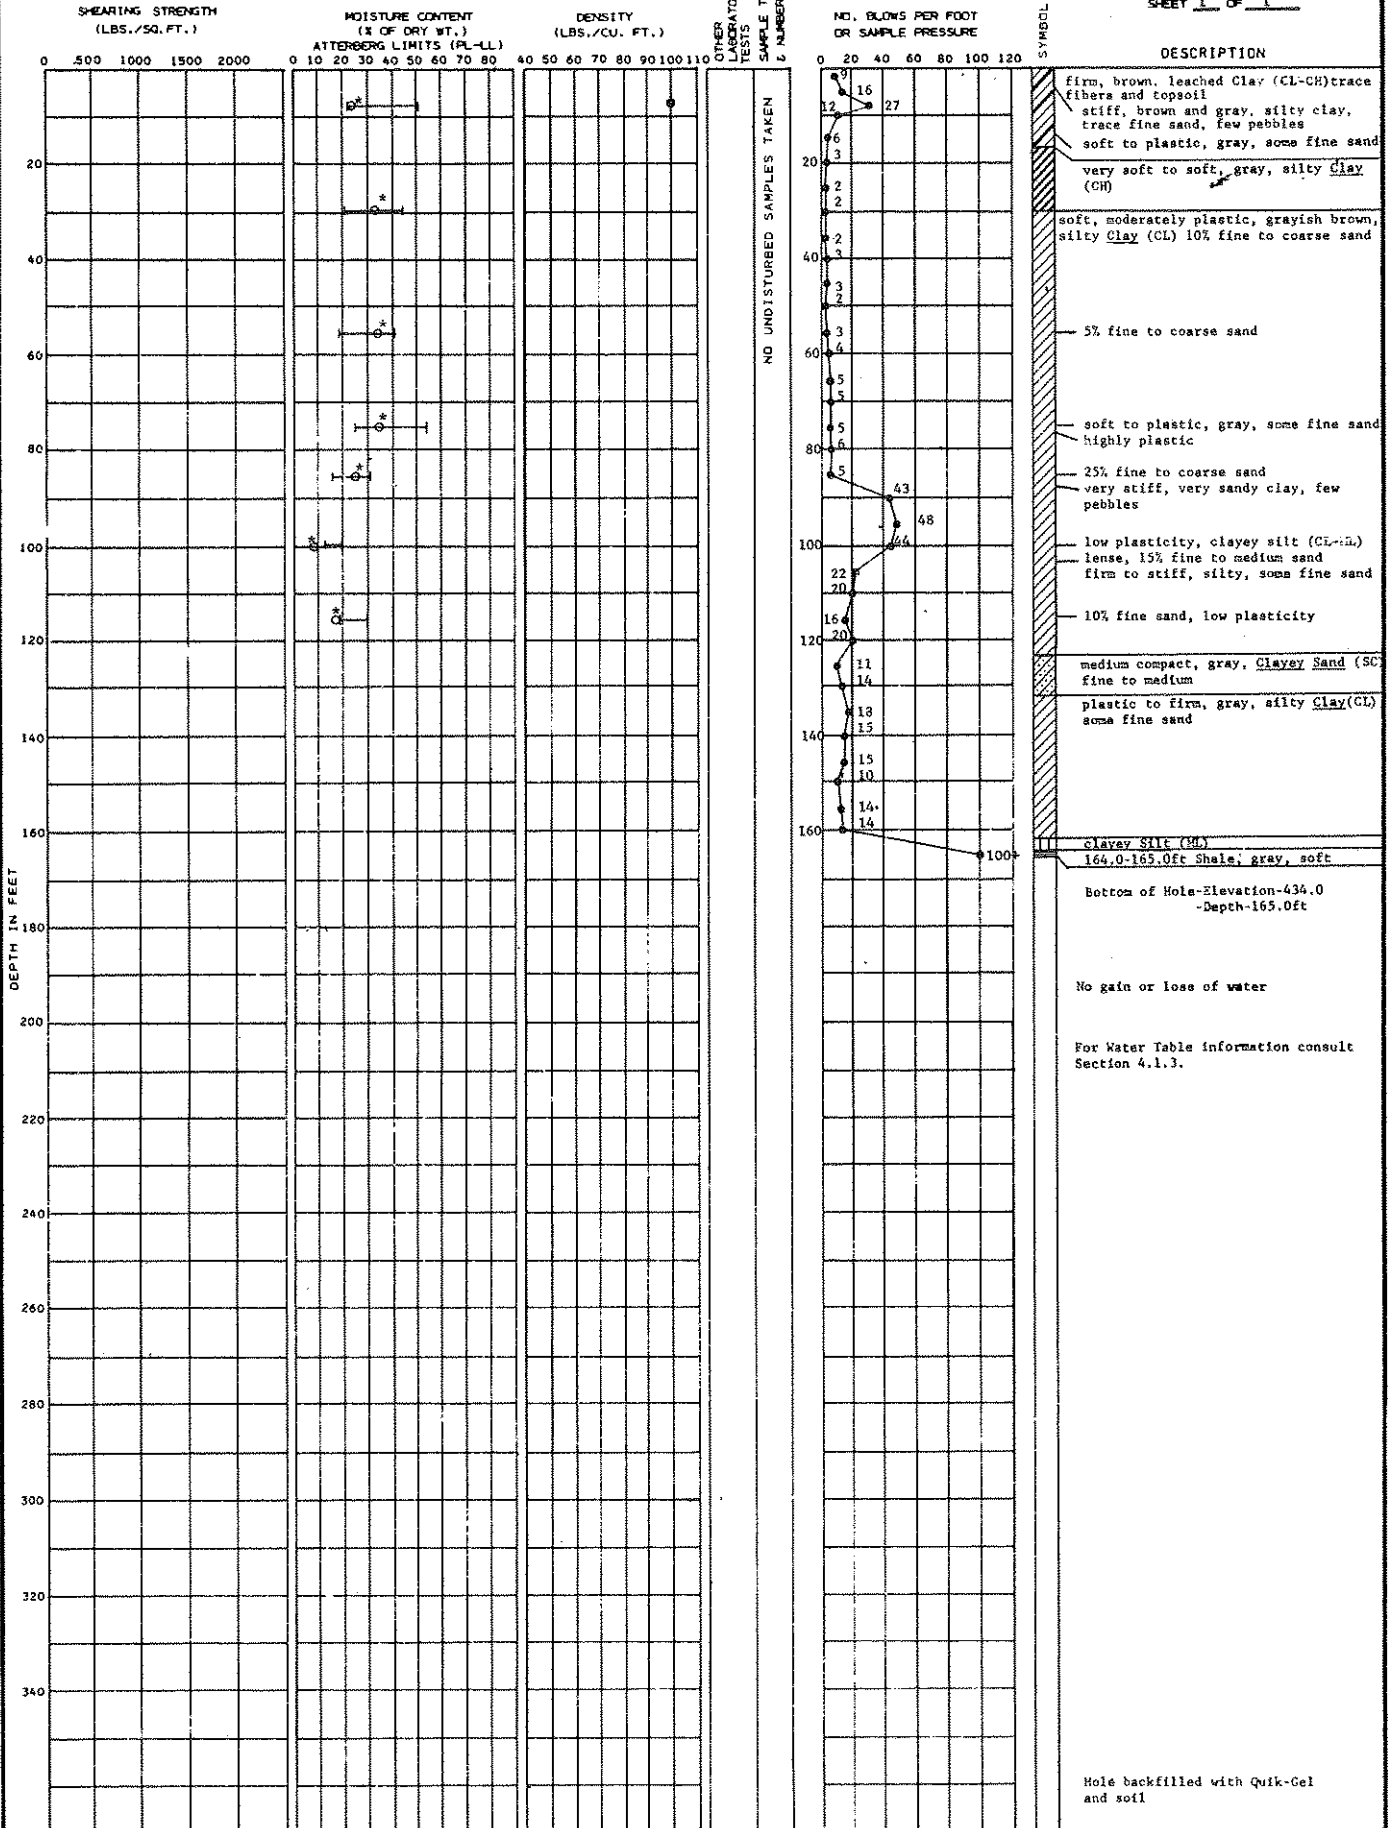 SHEET 1 OF 1
SHEARING STRENGTH
(LBS./SQ.FT.)
MOISTURE CONTENT
(% OF DRY WT.)
ATTERBERG LIMITS (PL-LL)
DENSITY
(LBS./CU. FT.)
OTHER
TESTS
SAMPLE
NO. BLOWS PER FOOT
OR SAMPLE PRESSURE
SYMBOL
DESCRIPTION
0 500 1000 1500 2000
0 10 20 30 40 50 60 70 80
40 50 60 70 80 90 100 110
0 20 40 60 80 100 120
DEPTH IN FEET
20
40
60
80
100
120
140
160
180
200
220
240
260
280
300
320
340
*
*
*
*
*
*
*
NO UNDISTURBED SAMPLES TAKEN
20
40
60
80
100
120
140
160
9
16
27
12
6
3
2
2
2
3
3
2
3
4
5
5
5
6
5
43
48
44
22
20
16
20
11
14
18
15
15
10
14
14
100+
firm, brown, leached Clay (CL-CH)trace
fibers and topsoil
stiff, brown and gray, silty clay,
trace fine sand, few pebbles
soft to plastic, gray, some fine sand
very soft to soft, gray, silty Clay
(CH)
soft, moderately plastic, grayish brown,
silty Clay (CL) 10% fine to coarse sand
5% fine to coarse sand
soft to plastic, gray, some fine sand
highly plastic
25% fine to coarse sand
very stiff, very sandy clay, few
pebbles
low plasticity, clayey silt (CL-ML)
lense, 15% fine to medium sand
firm to stiff, silty, some fine sand
10% fine sand, low plasticity
medium compact, gray, Clayey Sand (SC)
fine to medium
plastic to firm, gray, silty Clay(CL)
some fine sand
clayey Silt (ML)
164.0-165.0ft Shale, gray, soft
Bottom of Hole-Elevation-434.0
-Depth-165.0ft
No gain or loss of water
For Water Table information consult
Section 4.1.3.
Hole backfilled with Quik-Gel
and soil